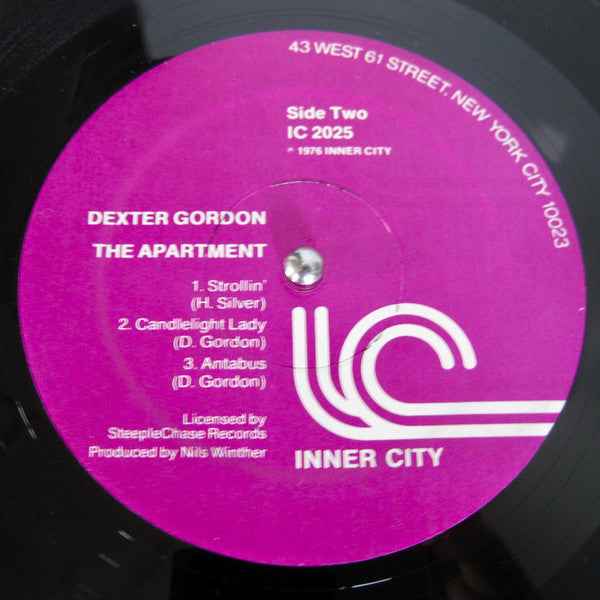 43 WEST 61 STREET, NEW YORK CITY 10023
Side Two
IC 2025
℗ 1976 INNER CITY
DEXTER GORDON
THE APARTMENT
1. Strollin'
(H. Silver)
2. Candlelight Lady
(D. Gordon)
3. Antabus
(D. Gordon)
Licensed by
SteepleChase Records
Produced by Nils Winther
IC
INNER CITY